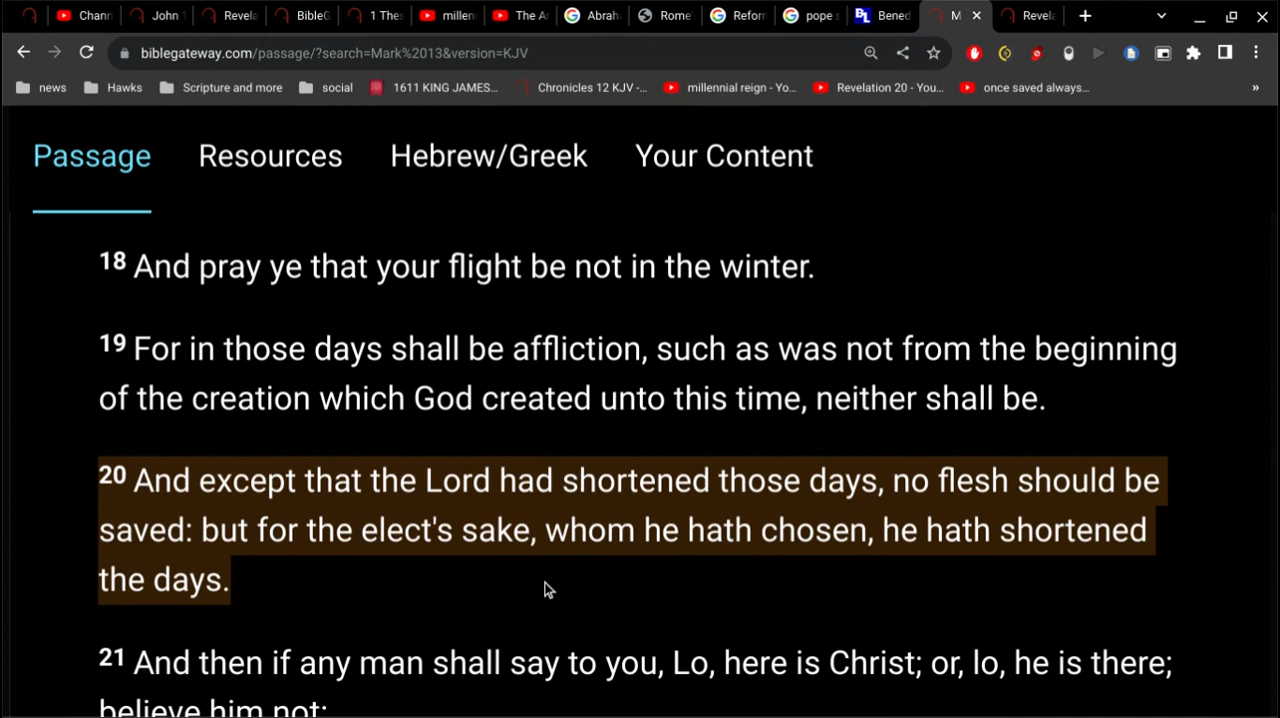 Chann John 1 Revela BibleG 1 Thes millen The Ar Abrah Rome' Refor pope s Bened M Revela
biblegateway.com/passage/?search=Mark%2013&version=KJV
news Hawks Scripture and more social 1611 KING JAMES... Chronicles 12 KJV -... millennial reign - Yo... Revelation 20 - You... once saved always... »
Passage Resources Hebrew/Greek Your Content
18 And pray ye that your flight be not in the winter.
19 For in those days shall be affliction, such as was not from the beginning
of the creation which God created unto this time, neither shall be.
20 And except that the Lord had shortened those days, no flesh should be
saved: but for the elect's sake, whom he hath chosen, he hath shortened
the days.
21 And then if any man shall say to you, Lo, here is Christ; or, lo, he is there;
believe him not: